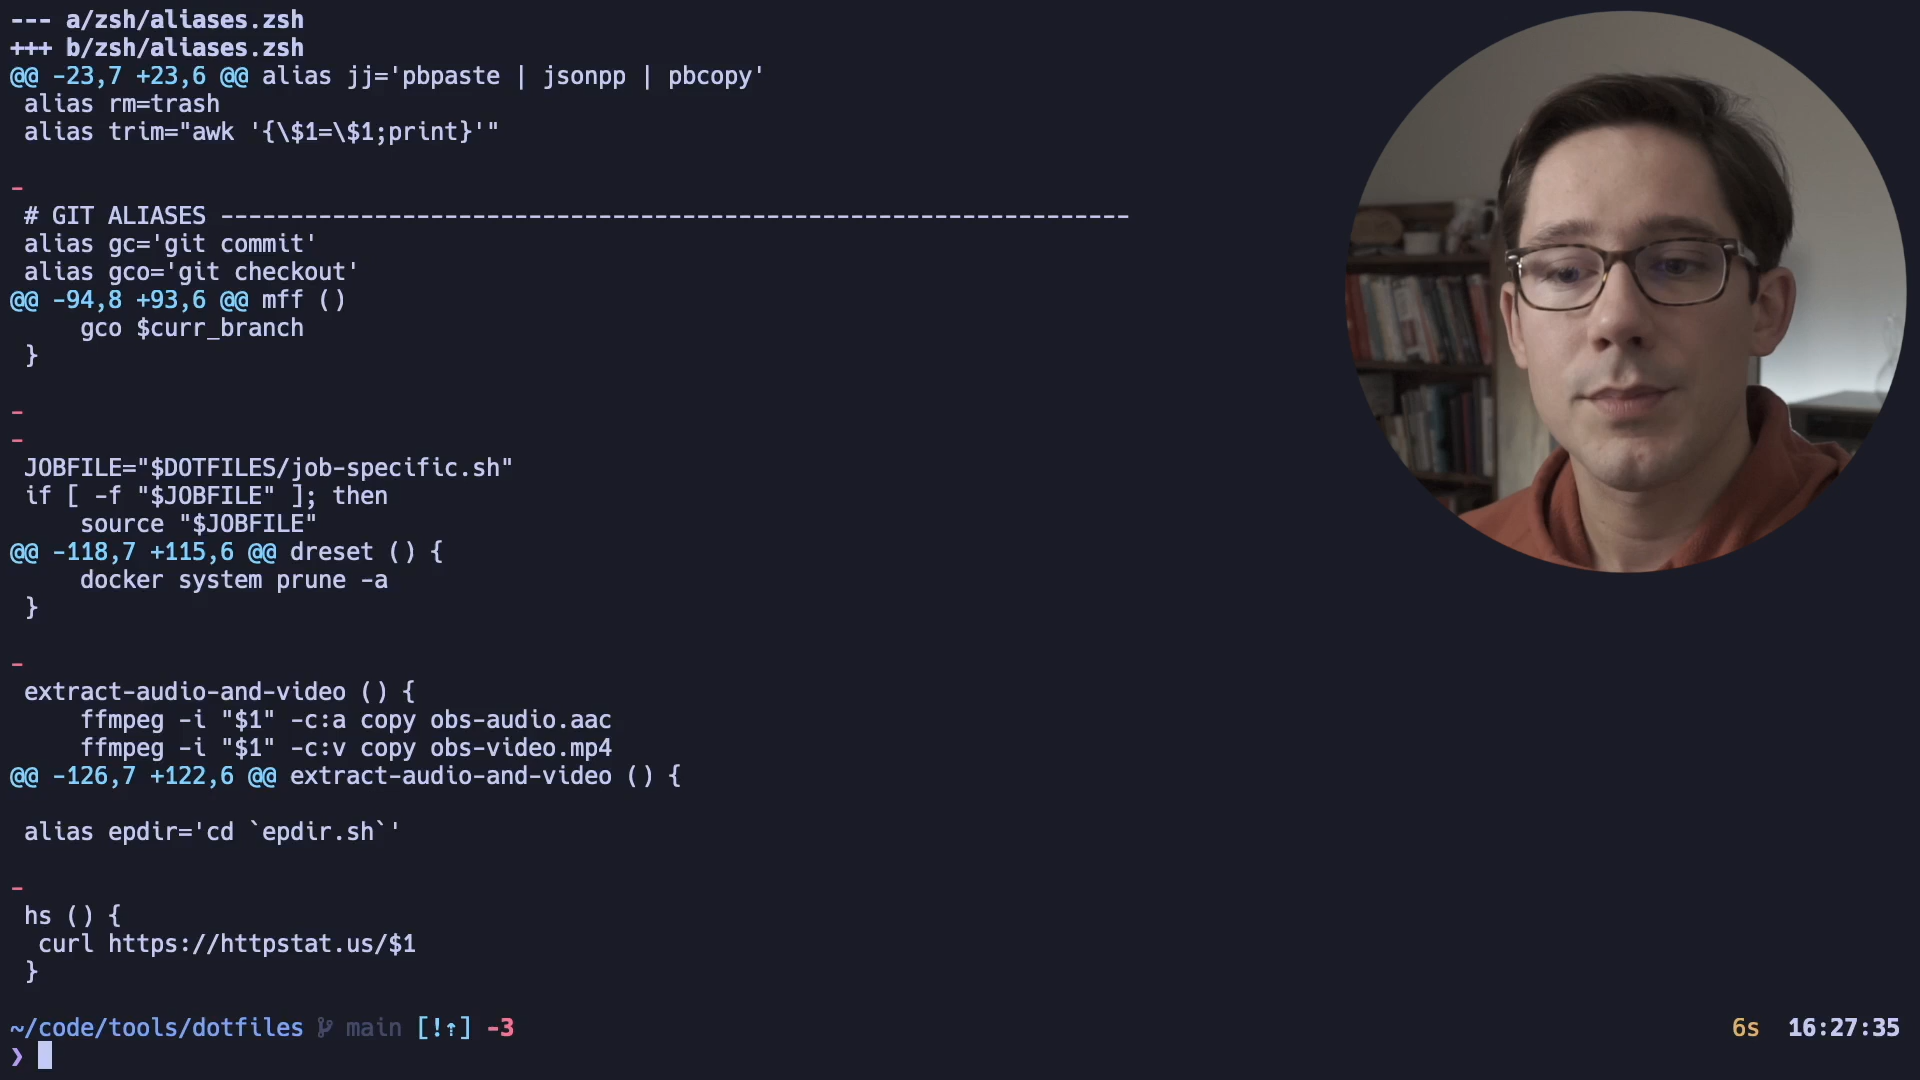 --- a/zsh/aliases.zsh
+++ b/zsh/aliases.zsh
@@ -23,7 +23,6 @@ alias jj='pbpaste | jsonpp | pbcopy'
 alias rm=trash
 alias trim="awk '{\$1=\$1;print}'"
-
 # GIT ALIASES -----------------------------------------------------------------
 alias gc='git commit'
 alias gco='git checkout'
@@ -94,8 +93,6 @@ mff ()
     gco $curr_branch
 }
-
-
 JOBFILE="$DOTFILES/job-specific.sh"
 if [ -f "$JOBFILE" ]; then
     source "$JOBFILE"
@@ -118,7 +115,6 @@ dreset () {
     docker system prune -a
 }
-
 extract-audio-and-video () {
     ffmpeg -i "$1" -c:a copy obs-audio.aac
     ffmpeg -i "$1" -c:v copy obs-video.mp4
@@ -126,7 +122,6 @@ extract-audio-and-video () {
 alias epdir='cd `epdir.sh`'
-
 hs () {
  curl https://httpstat.us/$1
 }
~/code/tools/dotfiles main [!⇡] -3 6s 16:27:35
❯